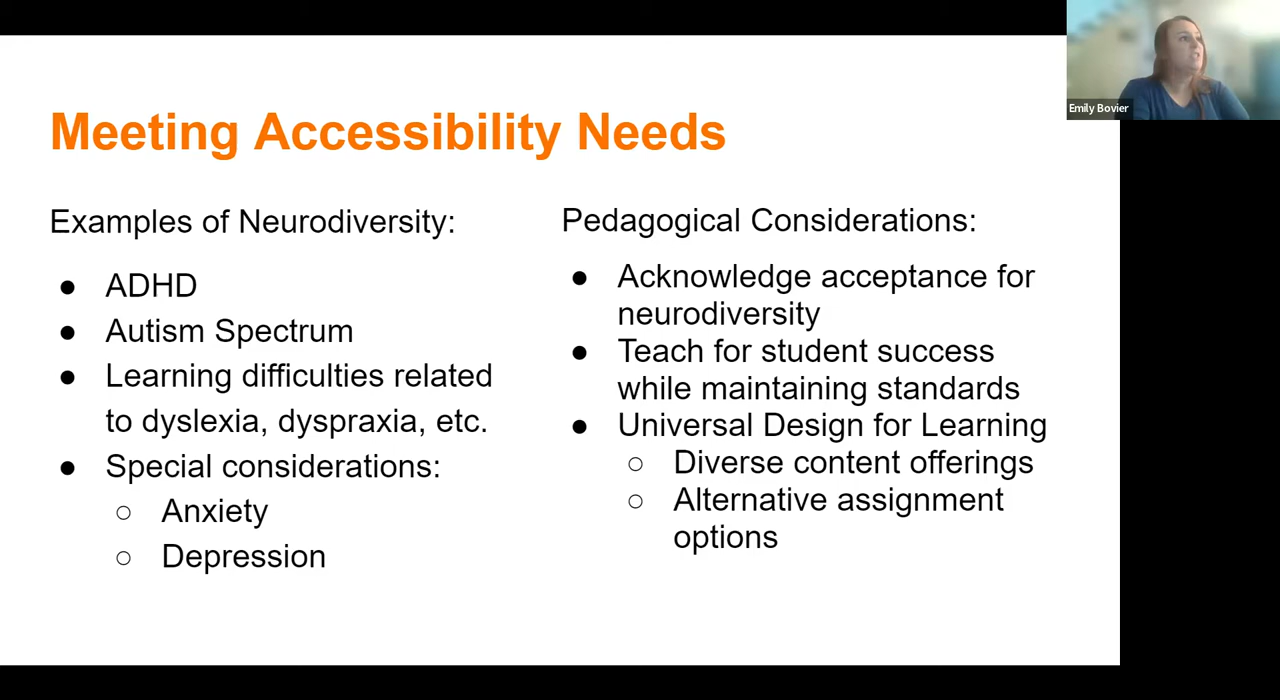 Emily Bovier
Meeting Accessibility Needs
Examples of Neurodiversity:
● ADHD
● Autism Spectrum
● Learning difficulties related
to dyslexia, dyspraxia, etc.
● Special considerations:
○ Anxiety
○ Depression
Pedagogical Considerations:
● Acknowledge acceptance for
neurodiversity
● Teach for student success
while maintaining standards
● Universal Design for Learning
○ Diverse content offerings
○ Alternative assignment
options